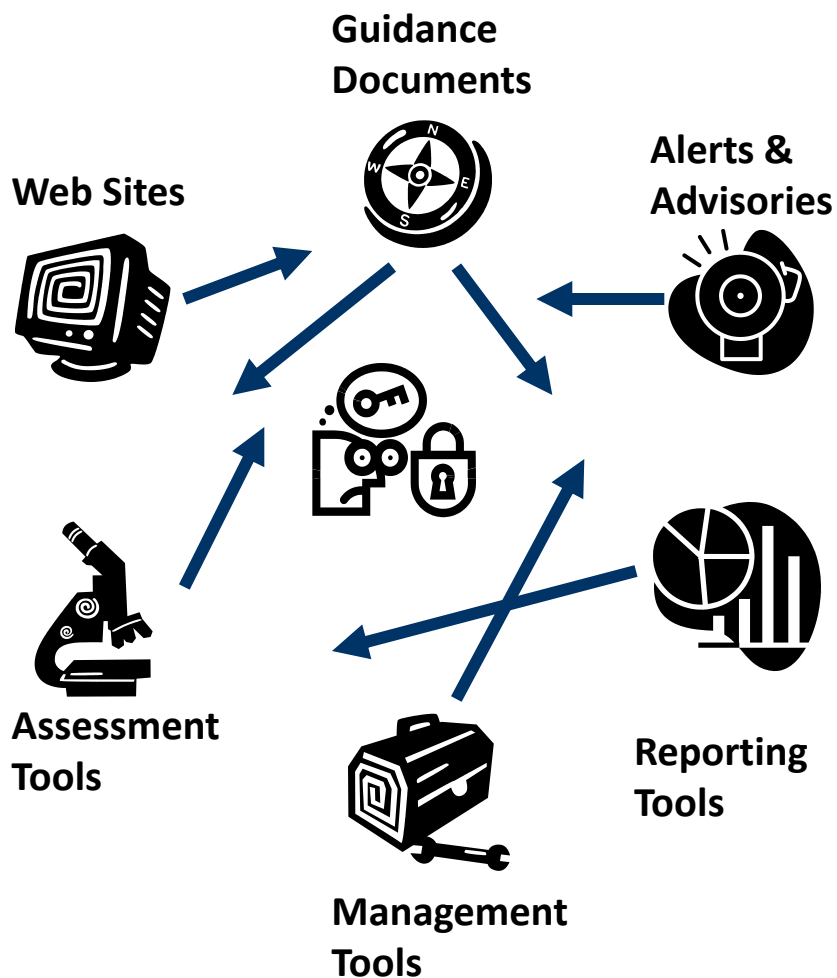 Guidance
Documents
Alerts &
Advisories
Web Sites
N
W
E
S
Assessment
Tools
Reporting
Tools
Management
Tools